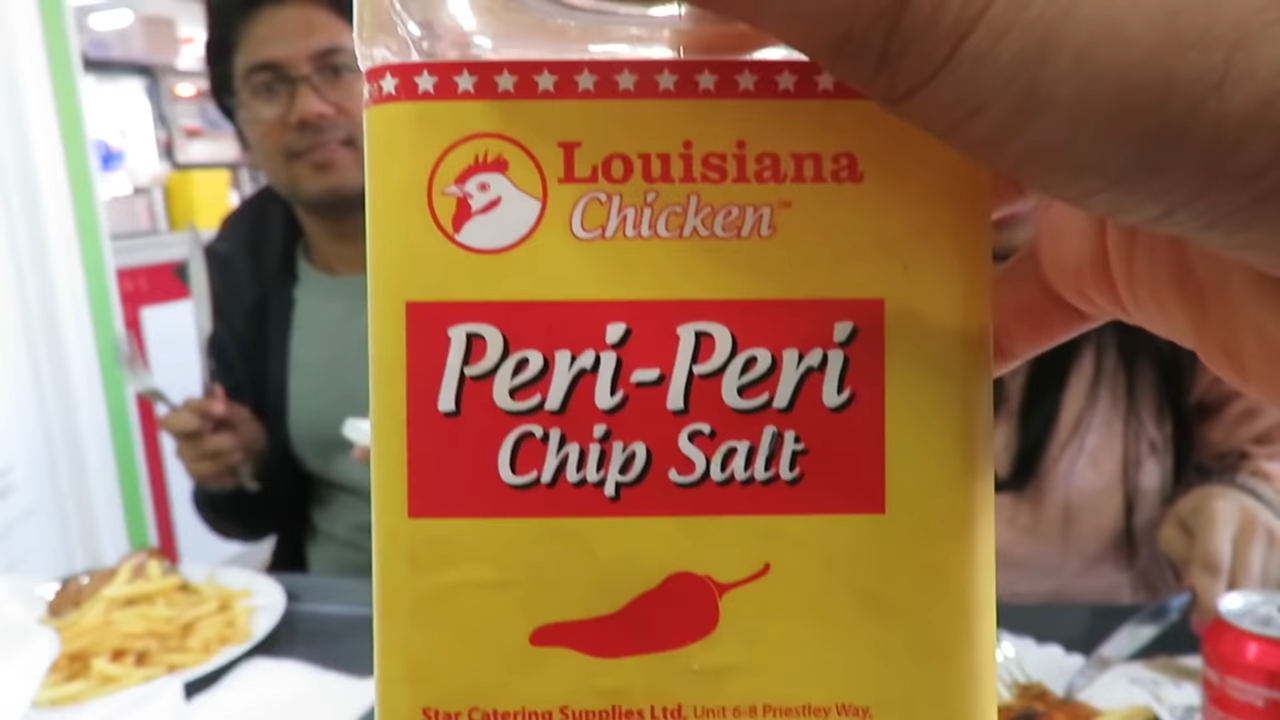 Louisiana
Chicken™
Peri-Peri
Chip Salt
Star Catering Supplies Ltd, Unit 6-8 Priestley Way,